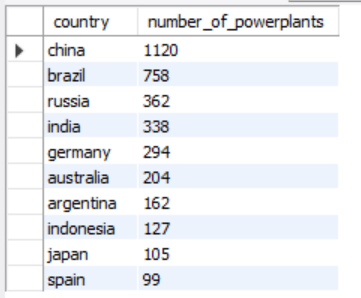 country number_of_powerplants
china 1120
brazil 758
russia 362
india 338
germany 294
australia 204
argentina 162
indonesia 127
japan 105
spain 99